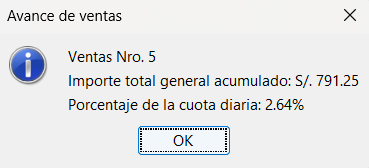 Avance de ventas
Ventas Nro. 5
Importe total general acumulado: S/. 791.25
Porcentaje de la cuota diaria: 2.64%
OK